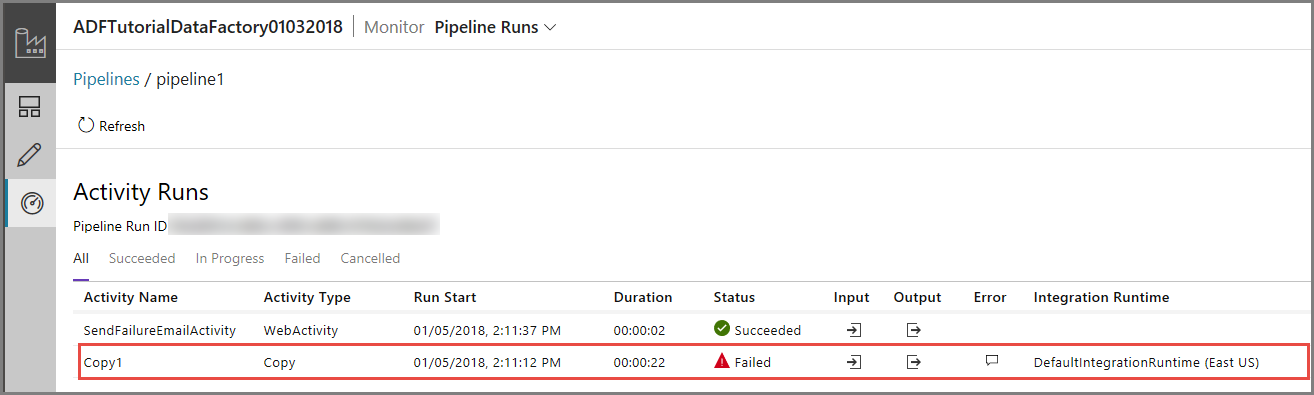 ADFTutorialDataFactory01032018 Monitor Pipeline Runs
Pipelines / pipeline1
Refresh
Activity Runs
Pipeline Run ID
All Succeeded In Progress Failed Cancelled
Activity Name Activity Type Run Start Duration Status Input Output Error Integration Runtime
SendFailureEmailActivity WebActivity 01/05/2018, 2:11:37 PM 00:00:02 Succeeded
Copy1 Copy 01/05/2018, 2:11:12 PM 00:00:22 Failed DefaultIntegrationRuntime (East US)